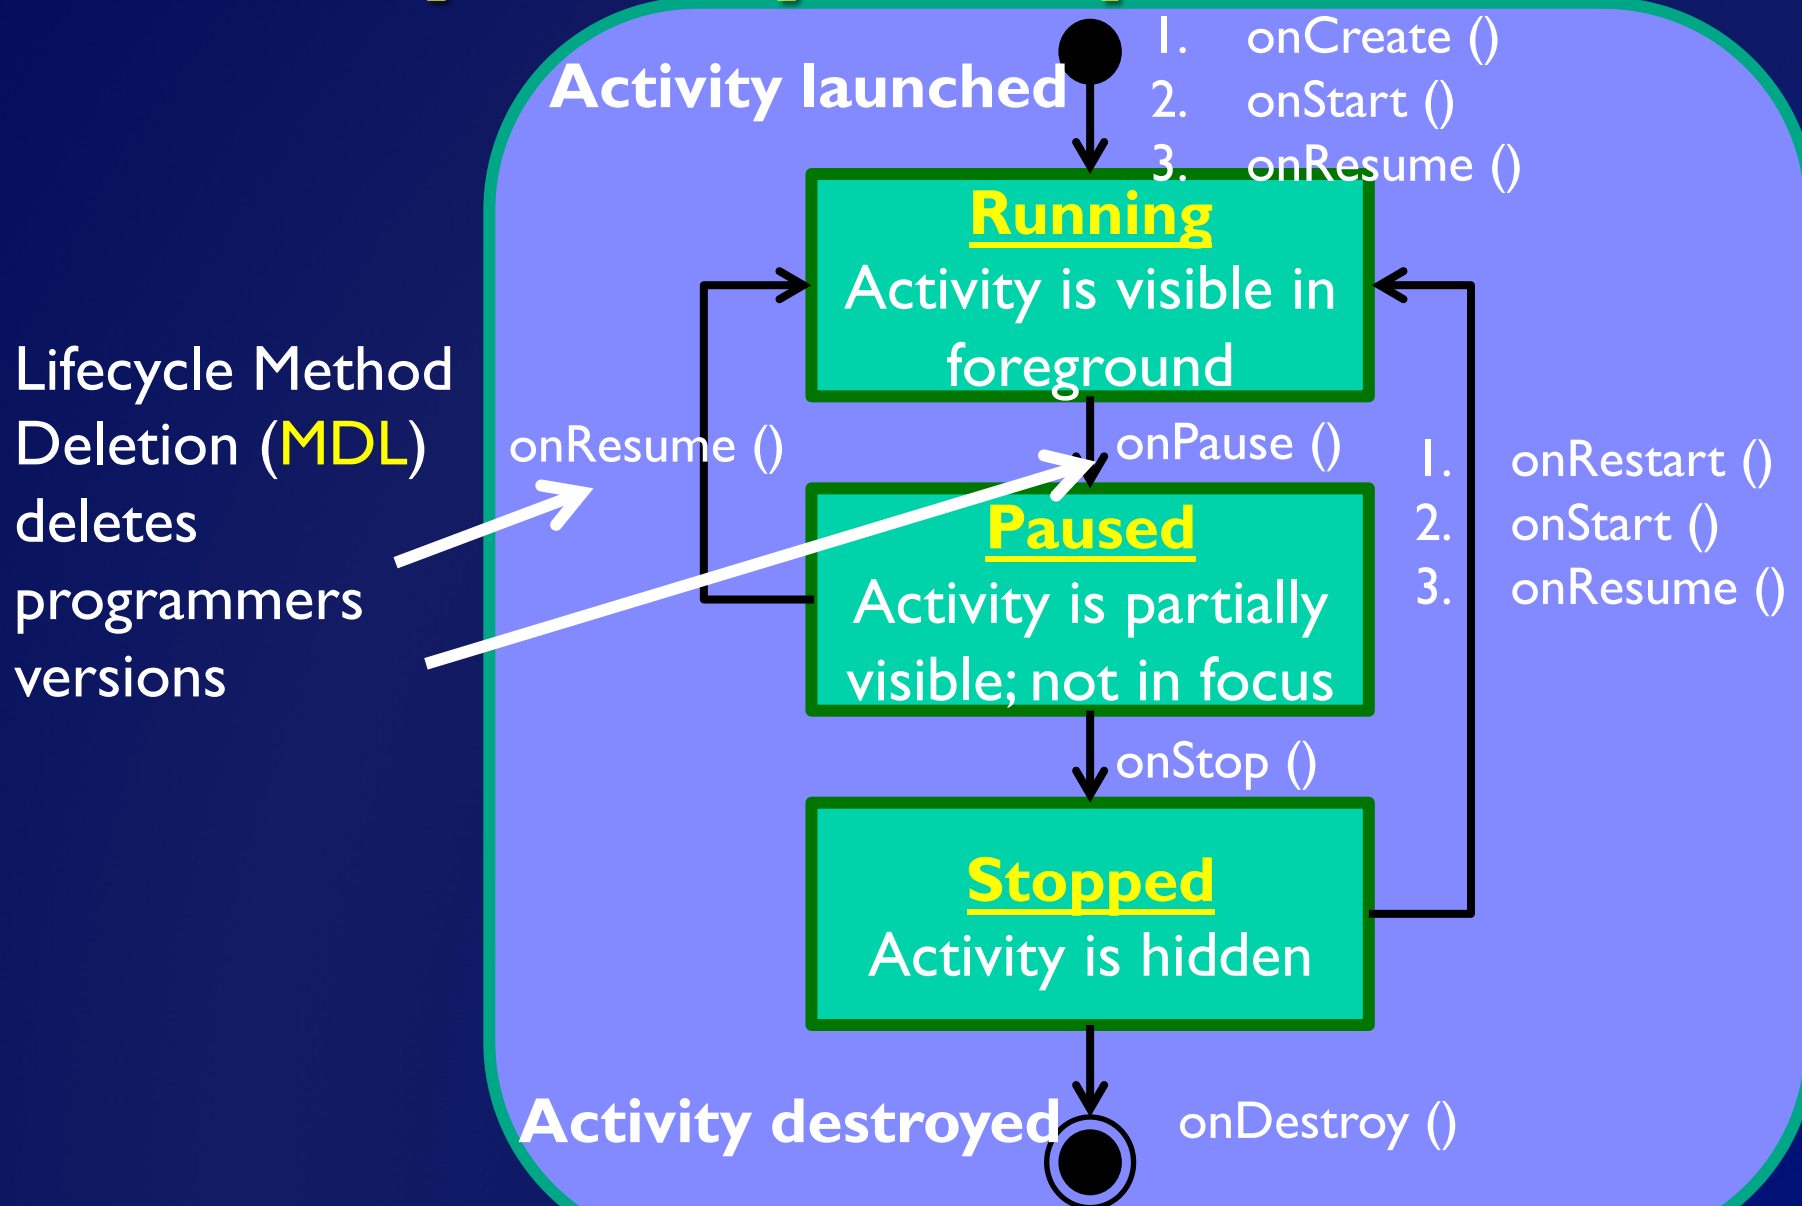 Activity launched
1. onCreate ()
2. onStart ()
3. onResume ()
Running
Activity is visible in
foreground
Lifecycle Method
Deletion (MDL)
deletes
programmers
versions
onResume ()
onPause ()
1. onRestart ()
2. onStart ()
3. onResume ()
Paused
Activity is partially
visible; not in focus
onStop ()
Stopped
Activity is hidden
Activity destroyed
onDestroy ()